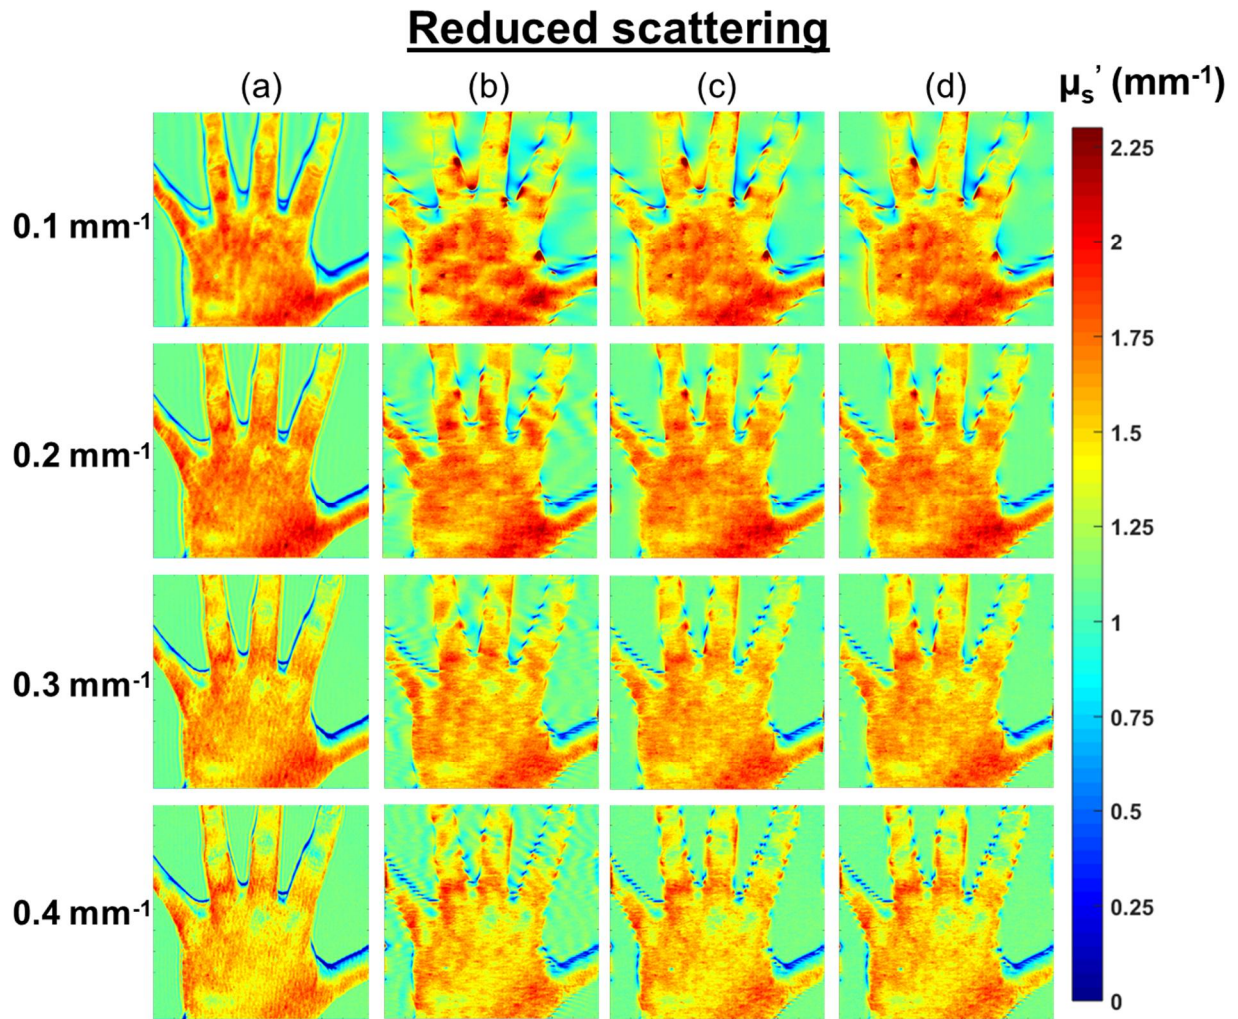 Reduced scattering
(a) (b) (c) (d) μs’ (mm-1)
2.25
0.1 mm-1
2
1.75
0.2 mm-1
1.5
1.25
0.3 mm-1
1
0.75
0.5
0.4 mm-1
0.25
0